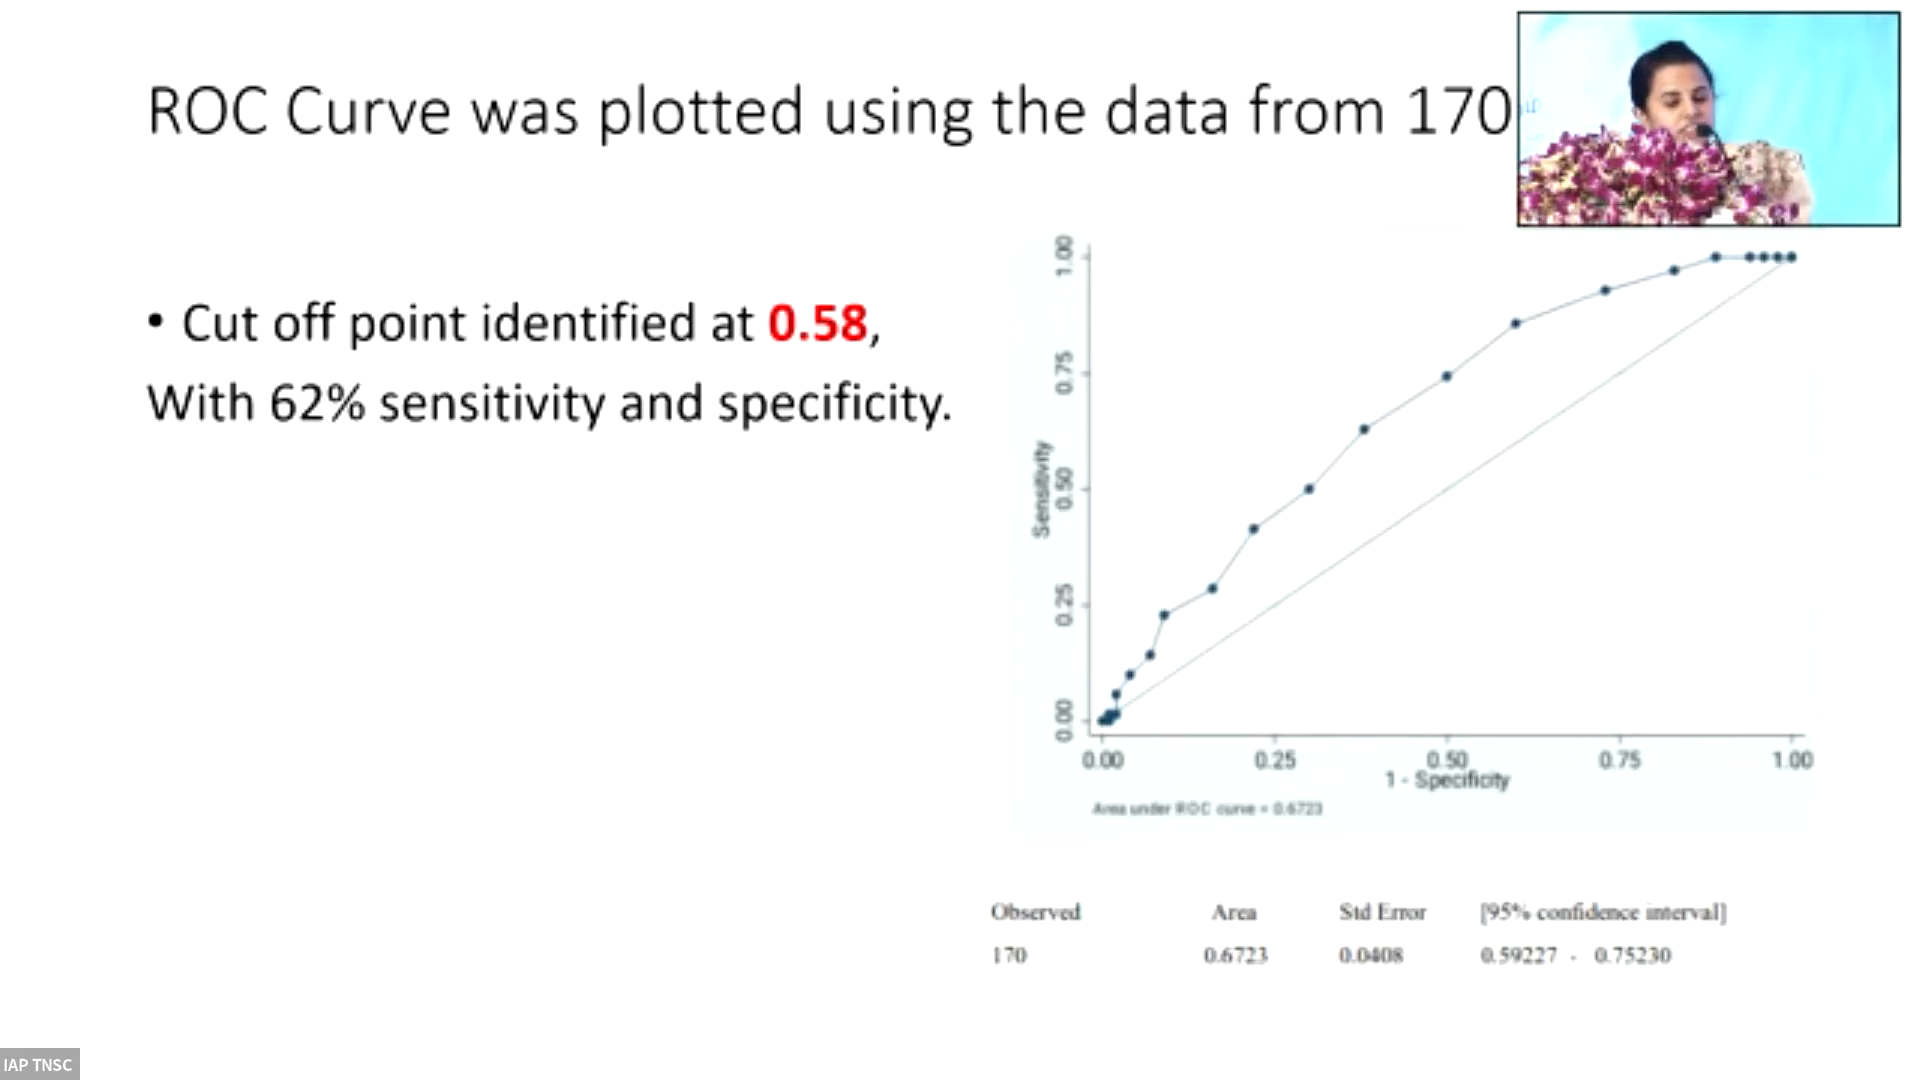 ROC Curve was plotted using the data from 170
• Cut off point identified at 0.58,
With 62% sensitivity and specificity.
1.00
0.75
0.50
0.25
0.00
Sensitivity
0.00 0.25 0.50 0.75 1.00
1 - Specificity
Area under ROC curve = 0.6723
Observed Area Std Error [95% confidence interval]
170 0.6723 0.0408 0.59227 - 0.75230
IAP TNSC